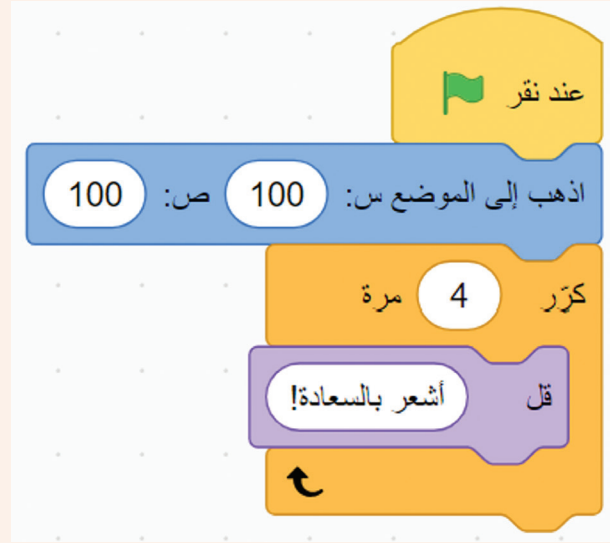 عند نقر
اذهب إلى الموضع س: 100 ص: 100
كرّر 4 مرة
قل أشعر بالسعادة!